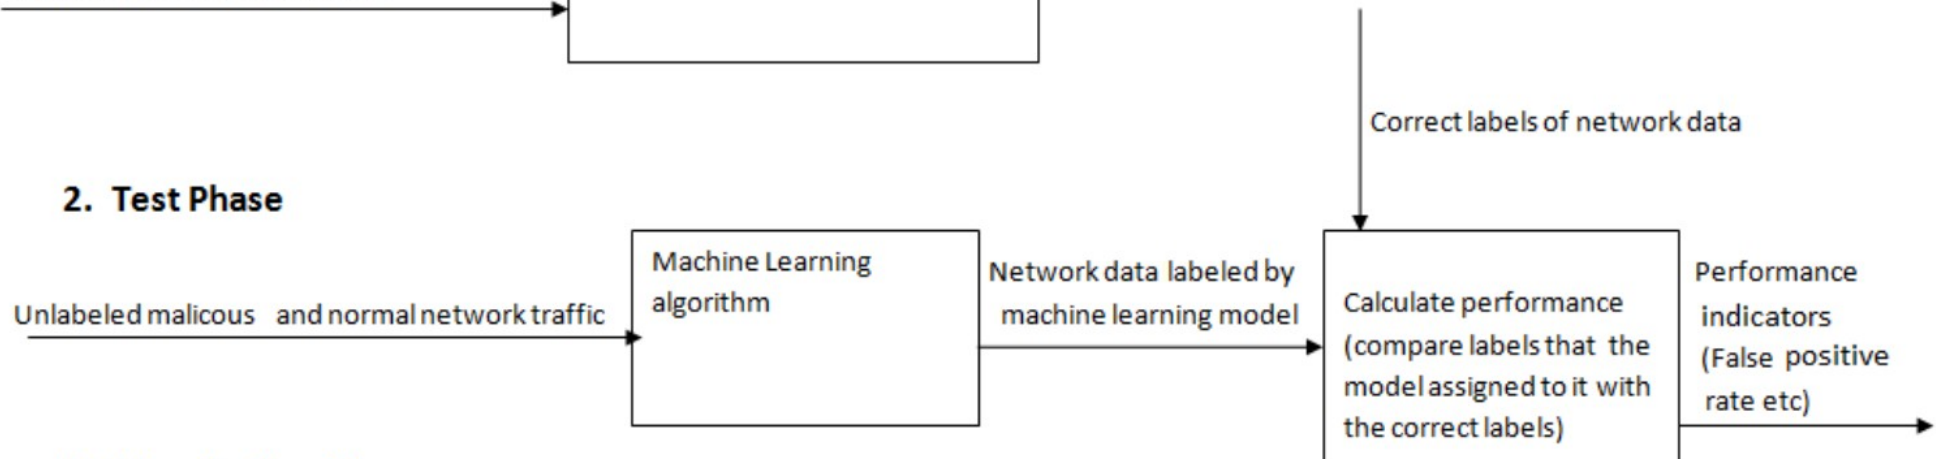 Correct labels of network data
2. Test Phase
Unlabeled malicous and normal network traffic
Machine Learning
algorithm
Network data labeled by
machine learning model
Calculate performance
(compare labels that the
model assigned to it with
the correct labels)
Performance
indicators
(False positive
rate etc)